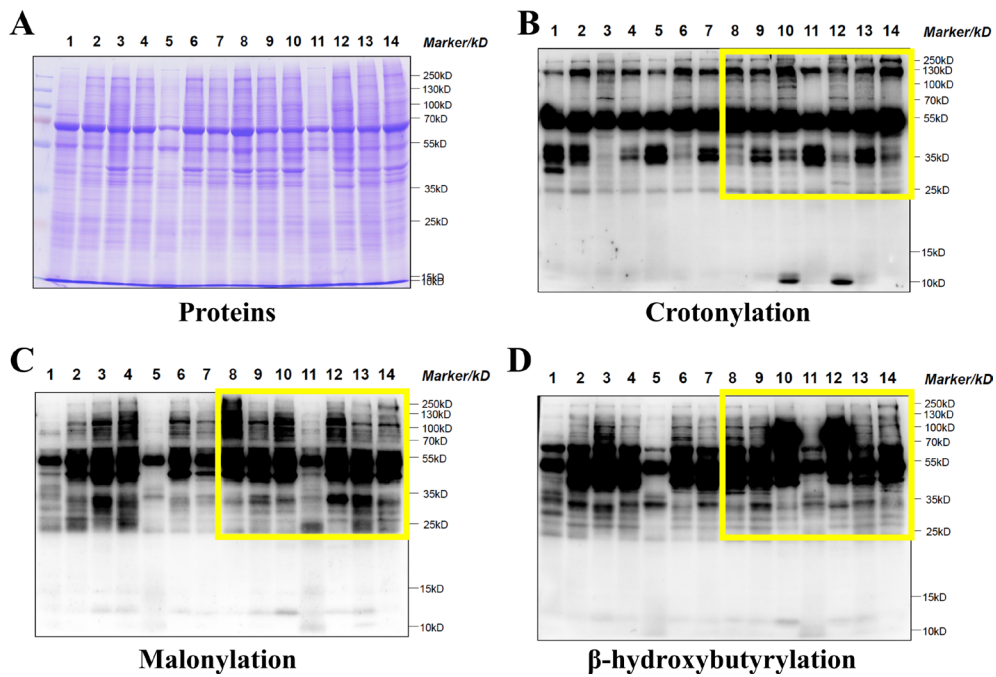 A
1 2 3 4 5 6 7 8 9 10 11 12 13 14 Marker/kD
250kD
130kD
100kD
70kD
55kD
35kD
25kD
15kD
10kD
Proteins
B
1 2 3 4 5 6 7 8 9 10 11 12 13 14 Marker/kD
250kD
130kD
70kD
55kD
35kD
25kD
15kD
10kD
Crotonylation
C
1 2 3 4 5 6 7 8 9 10 11 12 13 14 Marker/kD
250kD
130kD
100kD
70kD
55kD
35kD
25kD
15kD
10kD
Malonylation
D
1 2 3 4 5 6 7 8 9 10 11 12 13 14 Marker/kD
250kD
130kD
100kD
70kD
55kD
35kD
25kD
15kD
10kD
β-hydroxybutyrylation